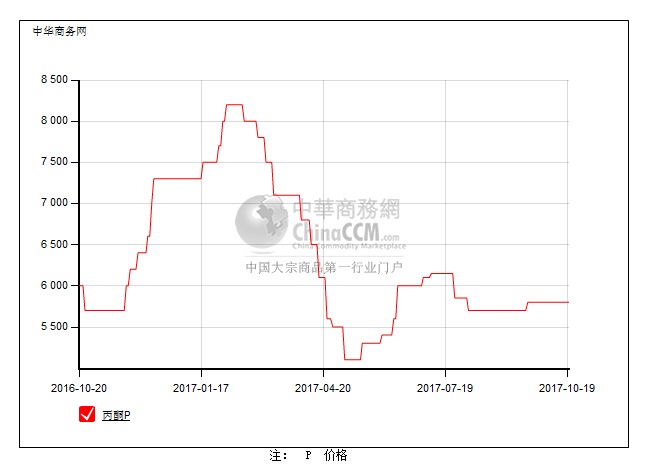 中华商务网
8 500
8 000
7 500
7 000
6 500
6 000
5 500
中華商務網
ChinaCCM.com
China Commodity Marketplace
中国大宗商品第一行业门户
2016-10-20 2017-01-17 2017-04-20 2017-07-19 2017-10-19
丙酮P
注： P 价格